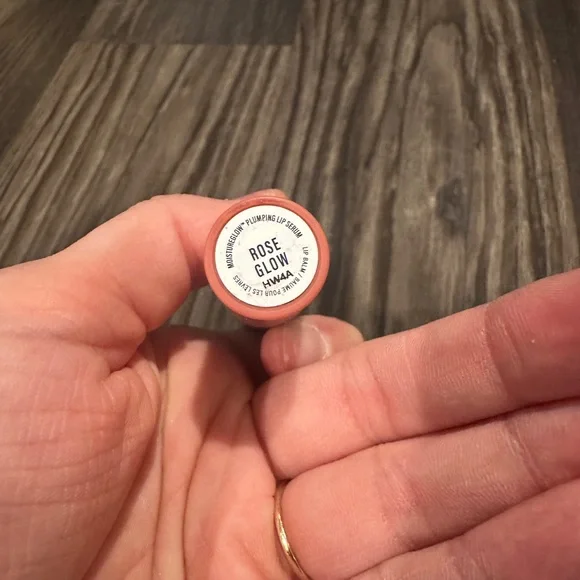 MOISTUREGLOW™ PLUMPING LIP SERUM
LIP BALM / BAUME POUR LES LÈVRES
ROSE
GLOW
HW4A